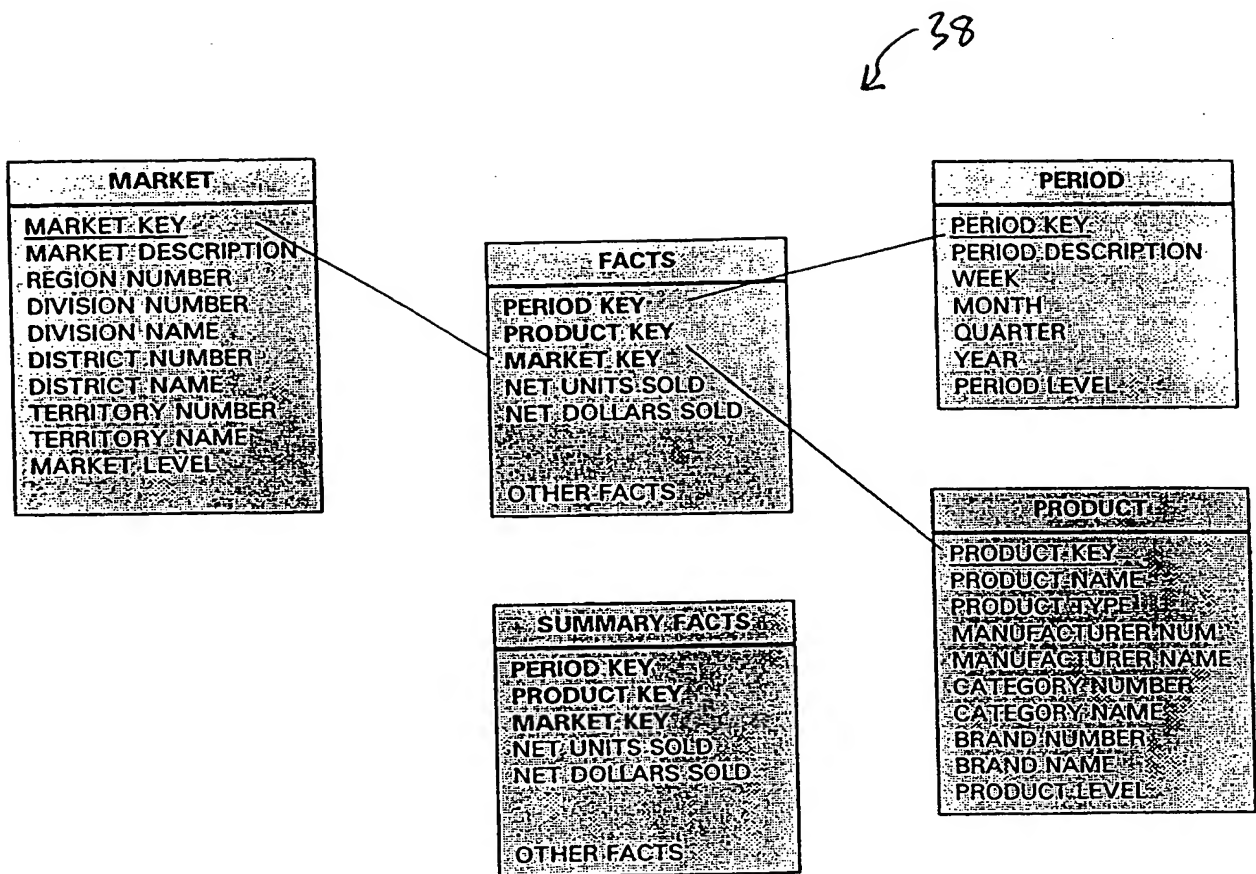 38
MARKET
MARKET KEY
MARKET DESCRIPTION
REGION NUMBER
DIVISION NUMBER
DIVISION NAME
DISTRICT NUMBER
DISTRICT NAME
TERRITORY NUMBER
TERRITORY NAME
MARKET LEVEL
FACTS
PERIOD KEY
PRODUCT KEY
MARKET KEY
NET UNITS SOLD
NET DOLLARS SOLD
OTHER FACTS
PERIOD
PERIOD KEY
PERIOD DESCRIPTION
WEEK
MONTH
QUARTER
YEAR
PERIOD LEVEL
PRODUCT
PRODUCT KEY
PRODUCT NAME
PRODUCT TYPE
MANUFACTURER NUM.
MANUFACTURER NAME
CATEGORY NUMBER
CATEGORY NAME
BRAND NUMBER
BRAND NAME
PRODUCT LEVEL
SUMMARY FACTS
PERIOD KEY
PRODUCT KEY
MARKET KEY
NET UNITS SOLD
NET DOLLARS SOLD
OTHER FACTS